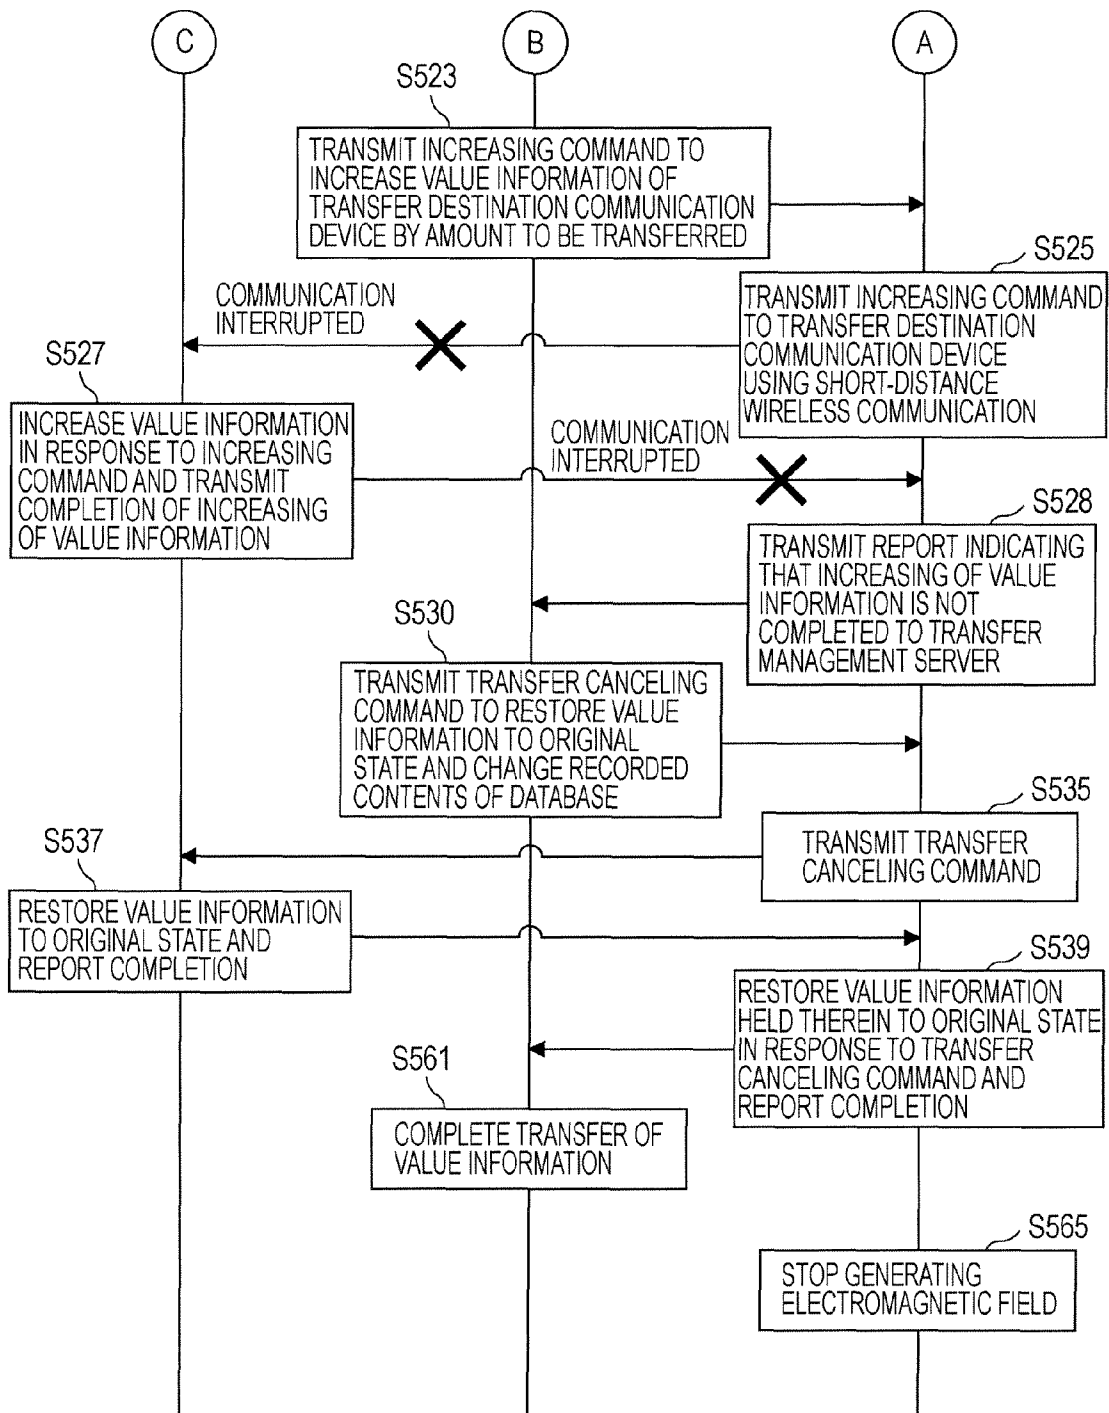 C
B
A
S523
TRANSMIT INCREASING COMMAND TO
INCREASE VALUE INFORMATION OF
TRANSFER DESTINATION COMMUNICATION
DEVICE BY AMOUNT TO BE TRANSFERRED
S525
TRANSMIT INCREASING COMMAND
TO TRANSFER DESTINATION
COMMUNICATION DEVICE
USING SHORT-DISTANCE
WIRELESS COMMUNICATION
COMMUNICATION
INTERRUPTED
S527
INCREASE VALUE INFORMATION
IN RESPONSE TO INCREASING
COMMAND AND TRANSMIT
COMPLETION OF INCREASING
OF VALUE INFORMATION
COMMUNICATION
INTERRUPTED
S528
TRANSMIT REPORT INDICATING
THAT INCREASING OF VALUE
INFORMATION IS NOT
COMPLETED TO TRANSFER
MANAGEMENT SERVER
S530
TRANSMIT TRANSFER CANCELING
COMMAND TO RESTORE VALUE
INFORMATION TO ORIGINAL
STATE AND CHANGE RECORDED
CONTENTS OF DATABASE
S535
TRANSMIT TRANSFER
CANCELING COMMAND
S537
RESTORE VALUE INFORMATION
TO ORIGINAL STATE AND
REPORT COMPLETION
S539
RESTORE VALUE INFORMATION
HELD THEREIN TO ORIGINAL STATE
IN RESPONSE TO TRANSFER
CANCELING COMMAND AND
REPORT COMPLETION
S561
COMPLETE TRANSFER OF
VALUE INFORMATION
S565
STOP GENERATING
ELECTROMAGNETIC FIELD